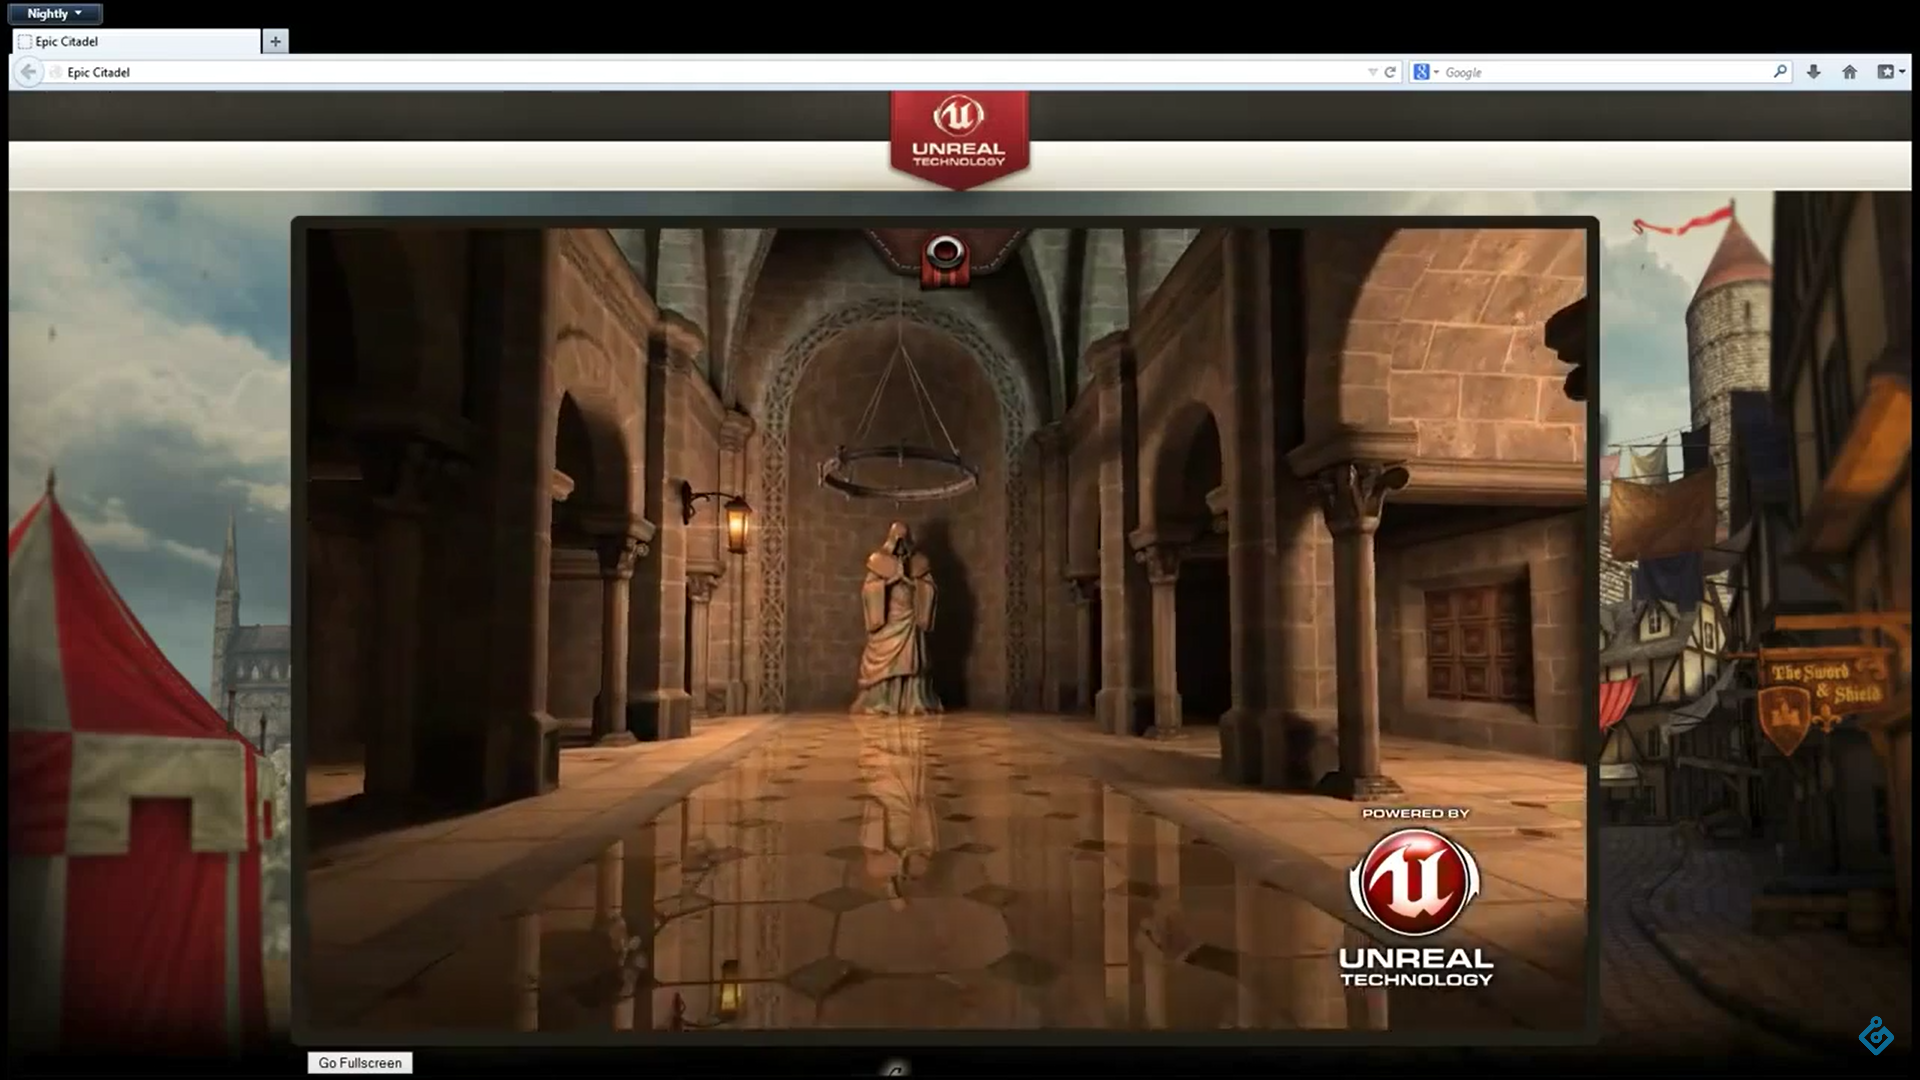 Nightly
Epic Citadel
Epic Citadel
Google
UNREAL
TECHNOLOGY
The Sword
& Shield
POWERED BY
UNREAL
TECHNOLOGY
Go Fullscreen